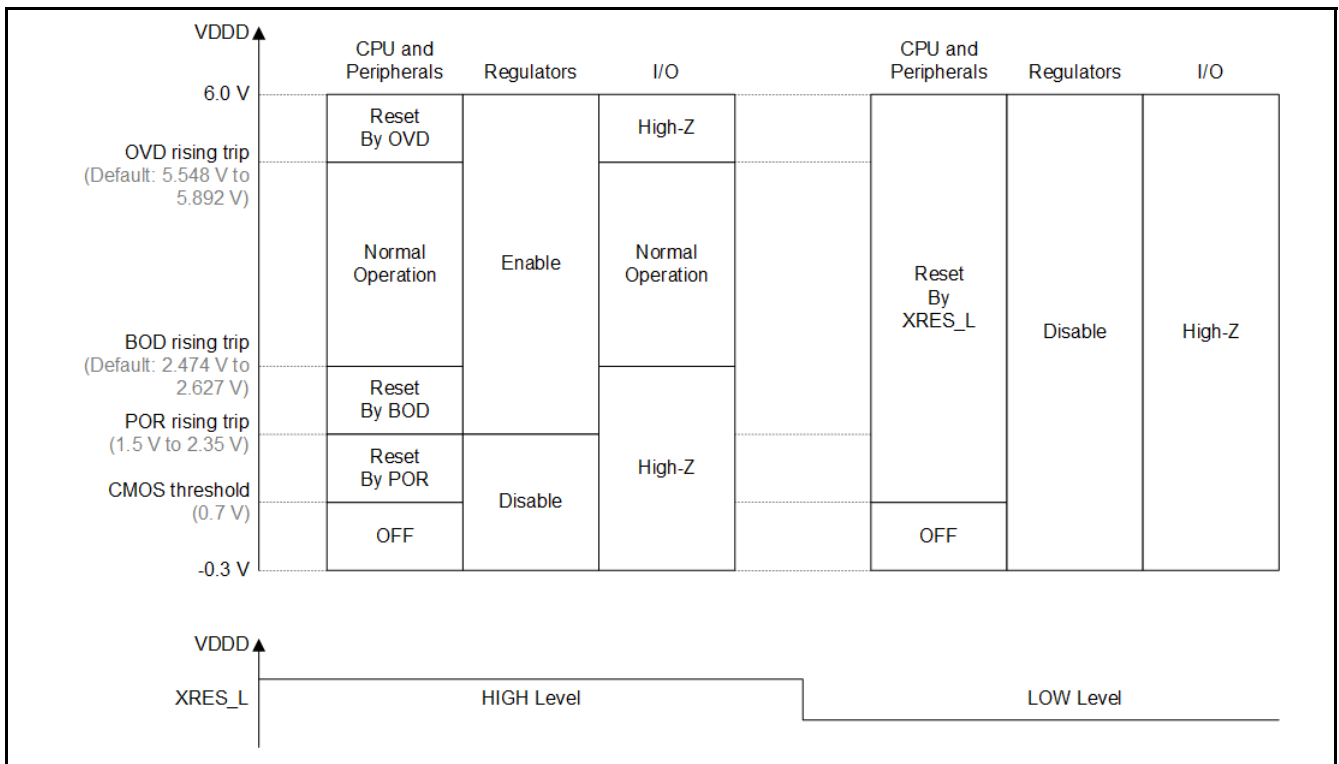 VDDD
CPU and
Peripherals
Regulators
I/O
CPU and
Peripherals
Regulators
I/O
6.0 V
Reset
By OVD
High-Z
OVD rising trip
(Default: 5.548 V to
5.892 V)
Normal
Operation
Enable
Normal
Operation
Reset
By
XRES_L
Disable
High-Z
BOD rising trip
(Default: 2.474 V to
2.627 V)
Reset
By BOD
POR rising trip
(1.5 V to 2.35 V)
Reset
By POR
High-Z
CMOS threshold
(0.7 V)
Disable
OFF
OFF
-0.3 V
VDDD
XRES_L
HIGH Level
LOW Level